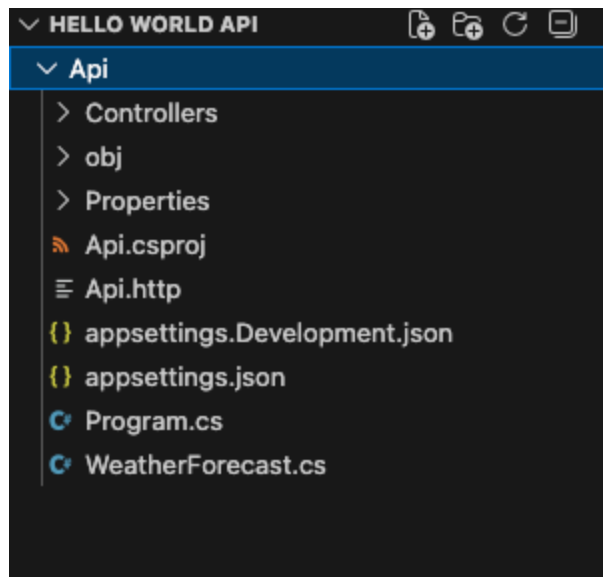 HELLO WORLD API
Api
Controllers
obj
Properties
Api.csproj
Api.http
{} appsettings.Development.json
{} appsettings.json
C# Program.cs
C# WeatherForecast.cs